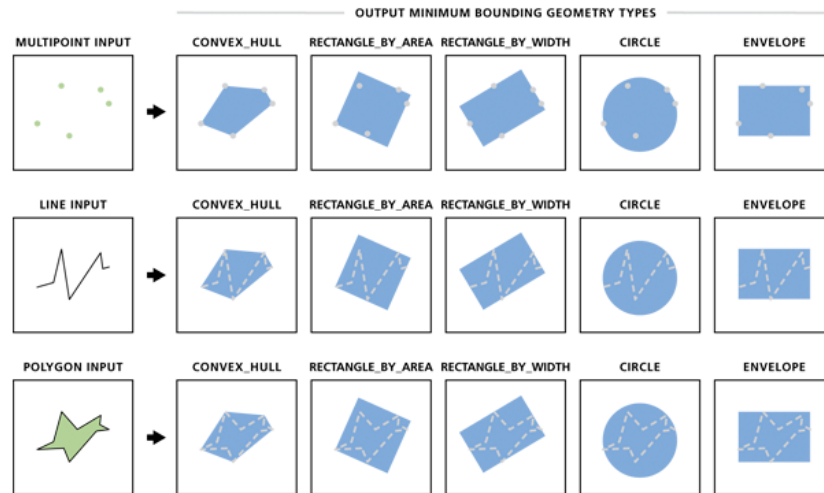 OUTPUT MINIMUM BOUNDING GEOMETRY TYPES
MULTIPOINT INPUT CONVEX_HULL RECTANGLE_BY_AREA RECTANGLE_BY_WIDTH CIRCLE ENVELOPE
LINE INPUT CONVEX_HULL RECTANGLE_BY_AREA RECTANGLE_BY_WIDTH CIRCLE ENVELOPE
POLYGON INPUT CONVEX_HULL RECTANGLE_BY_AREA RECTANGLE_BY_WIDTH CIRCLE ENVELOPE